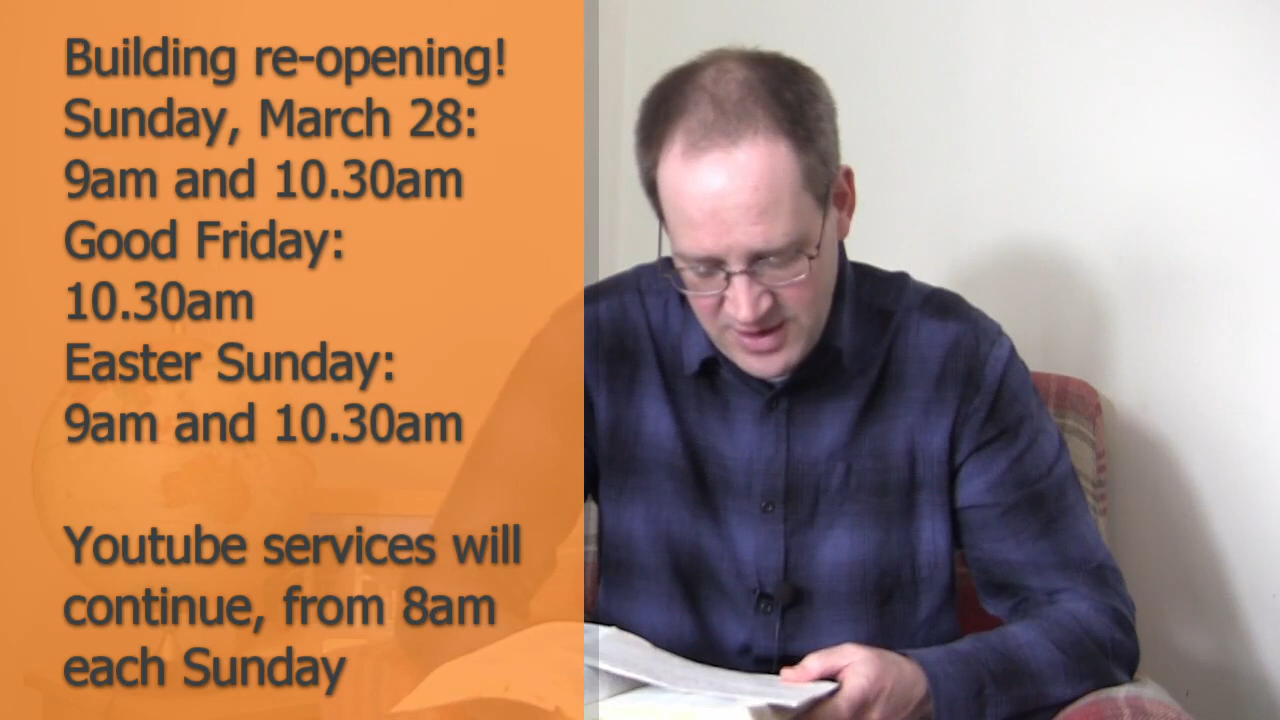 Building re-opening!
Sunday, March 28:
9am and 10.30am
Good Friday:
10.30am
Easter Sunday:
9am and 10.30am
Youtube services will
continue, from 8am
each Sunday